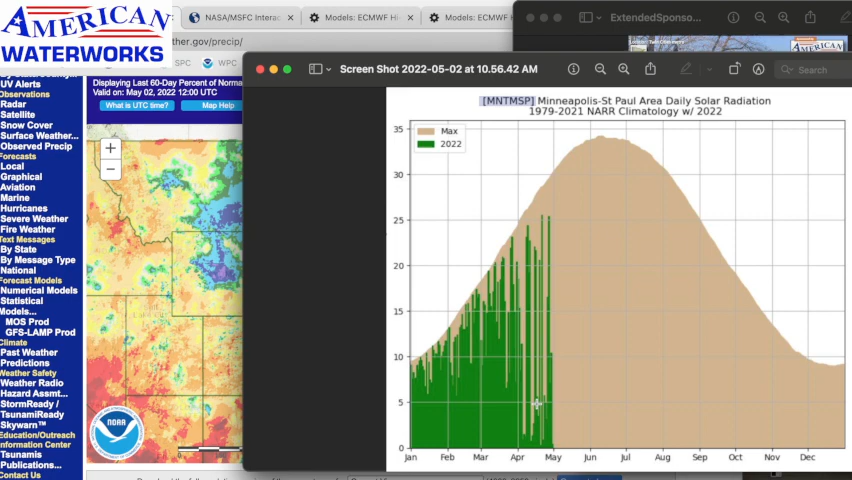 AMERICAN
WATERWORKS
NASA/MSFC Interac
Models: ECMWF Hi
Models: ECMWF H
ExtendedSponso...
ther.gov/precip/
SPC
WPC
AMERICAN
Screen Shot 2022-05-02 at 10.56.42 AM
Search
UV Alerts
Observations
Radar
Satellite
Snow Cover
Surface Weather...
Observed Precip
Forecasts
Local
Graphical
Aviation
Marine
Hurricanes
Severe Weather
Fire Weather
Text Messages
By State
By Message Type
National
Forecast Models
Numerical Models
Statistical
Models...
MOS Prod
GFS-LAMP Prod
Climate
Past Weather
Predictions
Weather Safety
Weather Radio
Hazard Assmt...
StormReady /
TsunamiReady
Skywarn™
Education/Outreach
Information Center
Tsunamis
Publications...
Contact Us
Displaying Last 60-Day Percent of Norma
Valid on: May 02, 2022 12:00 UTC
What is UTC time?
Map Help
+
−
NOAA
[MNTMSP] Minneapolis-St Paul Area Daily Solar Radiation
1979-2021 NARR Climatology w/ 2022
Max
2022
35
30
25
20
15
10
5
0
Jan Feb Mar Apr May Jun Jul Aug Sep Oct Nov Dec